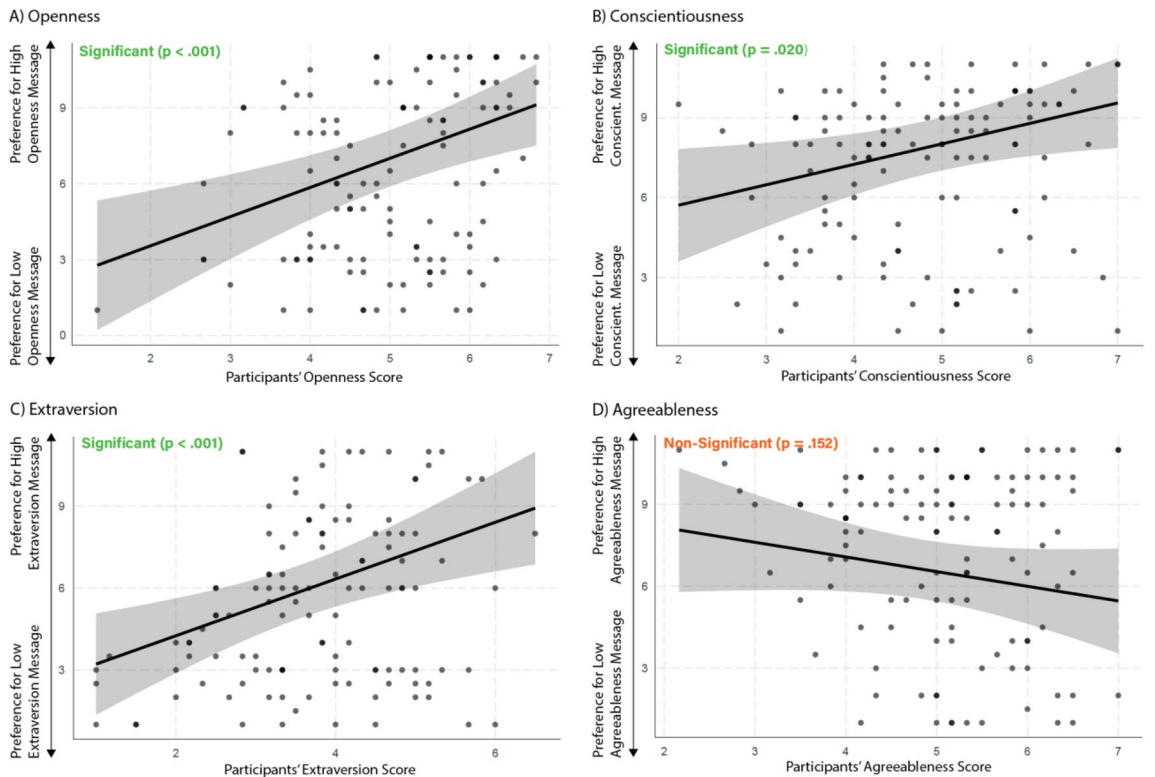 A) Openness
Significant (p < .001)
Preference for High
Openness Message
Preference for Low
Openness Message
9
6
3
0
2
3
4
5
6
7
Participants' Openness Score
B) Conscientiousness
Significant (p = .020)
Preference for High
Conscient. Message
Preference for Low
Conscient. Message
9
6
3
2
3
4
5
6
7
Participants' Conscientiousness Score
C) Extraversion
Significant (p < .001)
Preference for High
Extraversion Message
Preference for Low
Extraversion Message
9
6
3
2
4
6
Participants' Extraversion Score
D) Agreeableness
Non-Significant (p = .152)
Preference for High
Agreeableness Message
Preference for Low
Agreeableness Message
9
6
3
2
3
4
5
6
7
Participants' Agreeableness Score